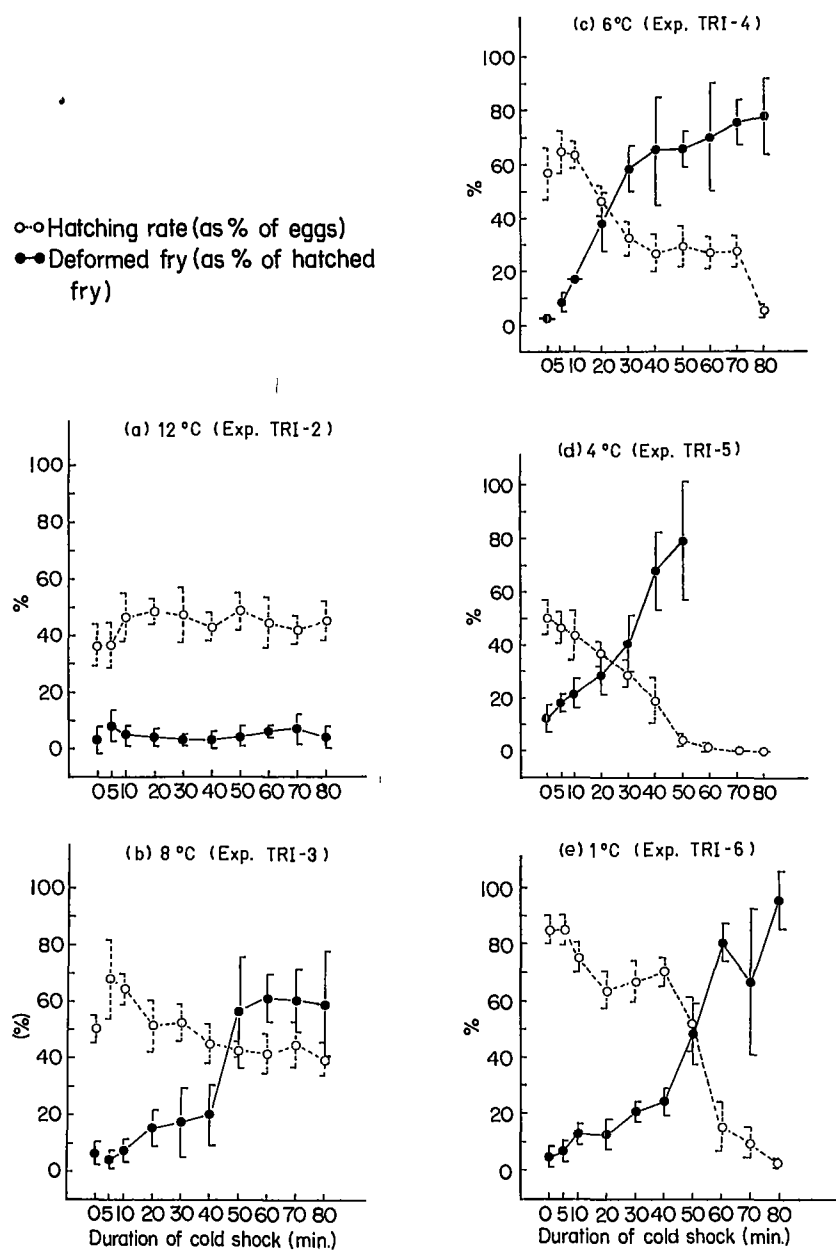 (c) 6°C (Exp. TRI-4)
100
80
60
40
20
0
%
0 5 10 20 30 40 50 60 70 80
Hatching rate (as % of eggs)
Deformed fry (as % of hatched
fry)
(a) 12 °C (Exp. TRI-2)
100
80
60
40
20
0
%
0 5 10 20 30 40 50 60 70 80
(d) 4 °C (Exp. TRI-5)
100
80
60
40
20
0
%
0 5 10 20 30 40 50 60 70 80
(b) 8 °C (Exp. TRI-3)
100
80
60
40
20
0
(%)
0 5 10 20 30 40 50 60 70 80
Duration of cold shock (min.)
(e) 1°C (Exp. TRI-6)
100
80
60
40
20
0
%
0 5 10 20 30 40 50 60 70 80
Duration of cold shock (min.)